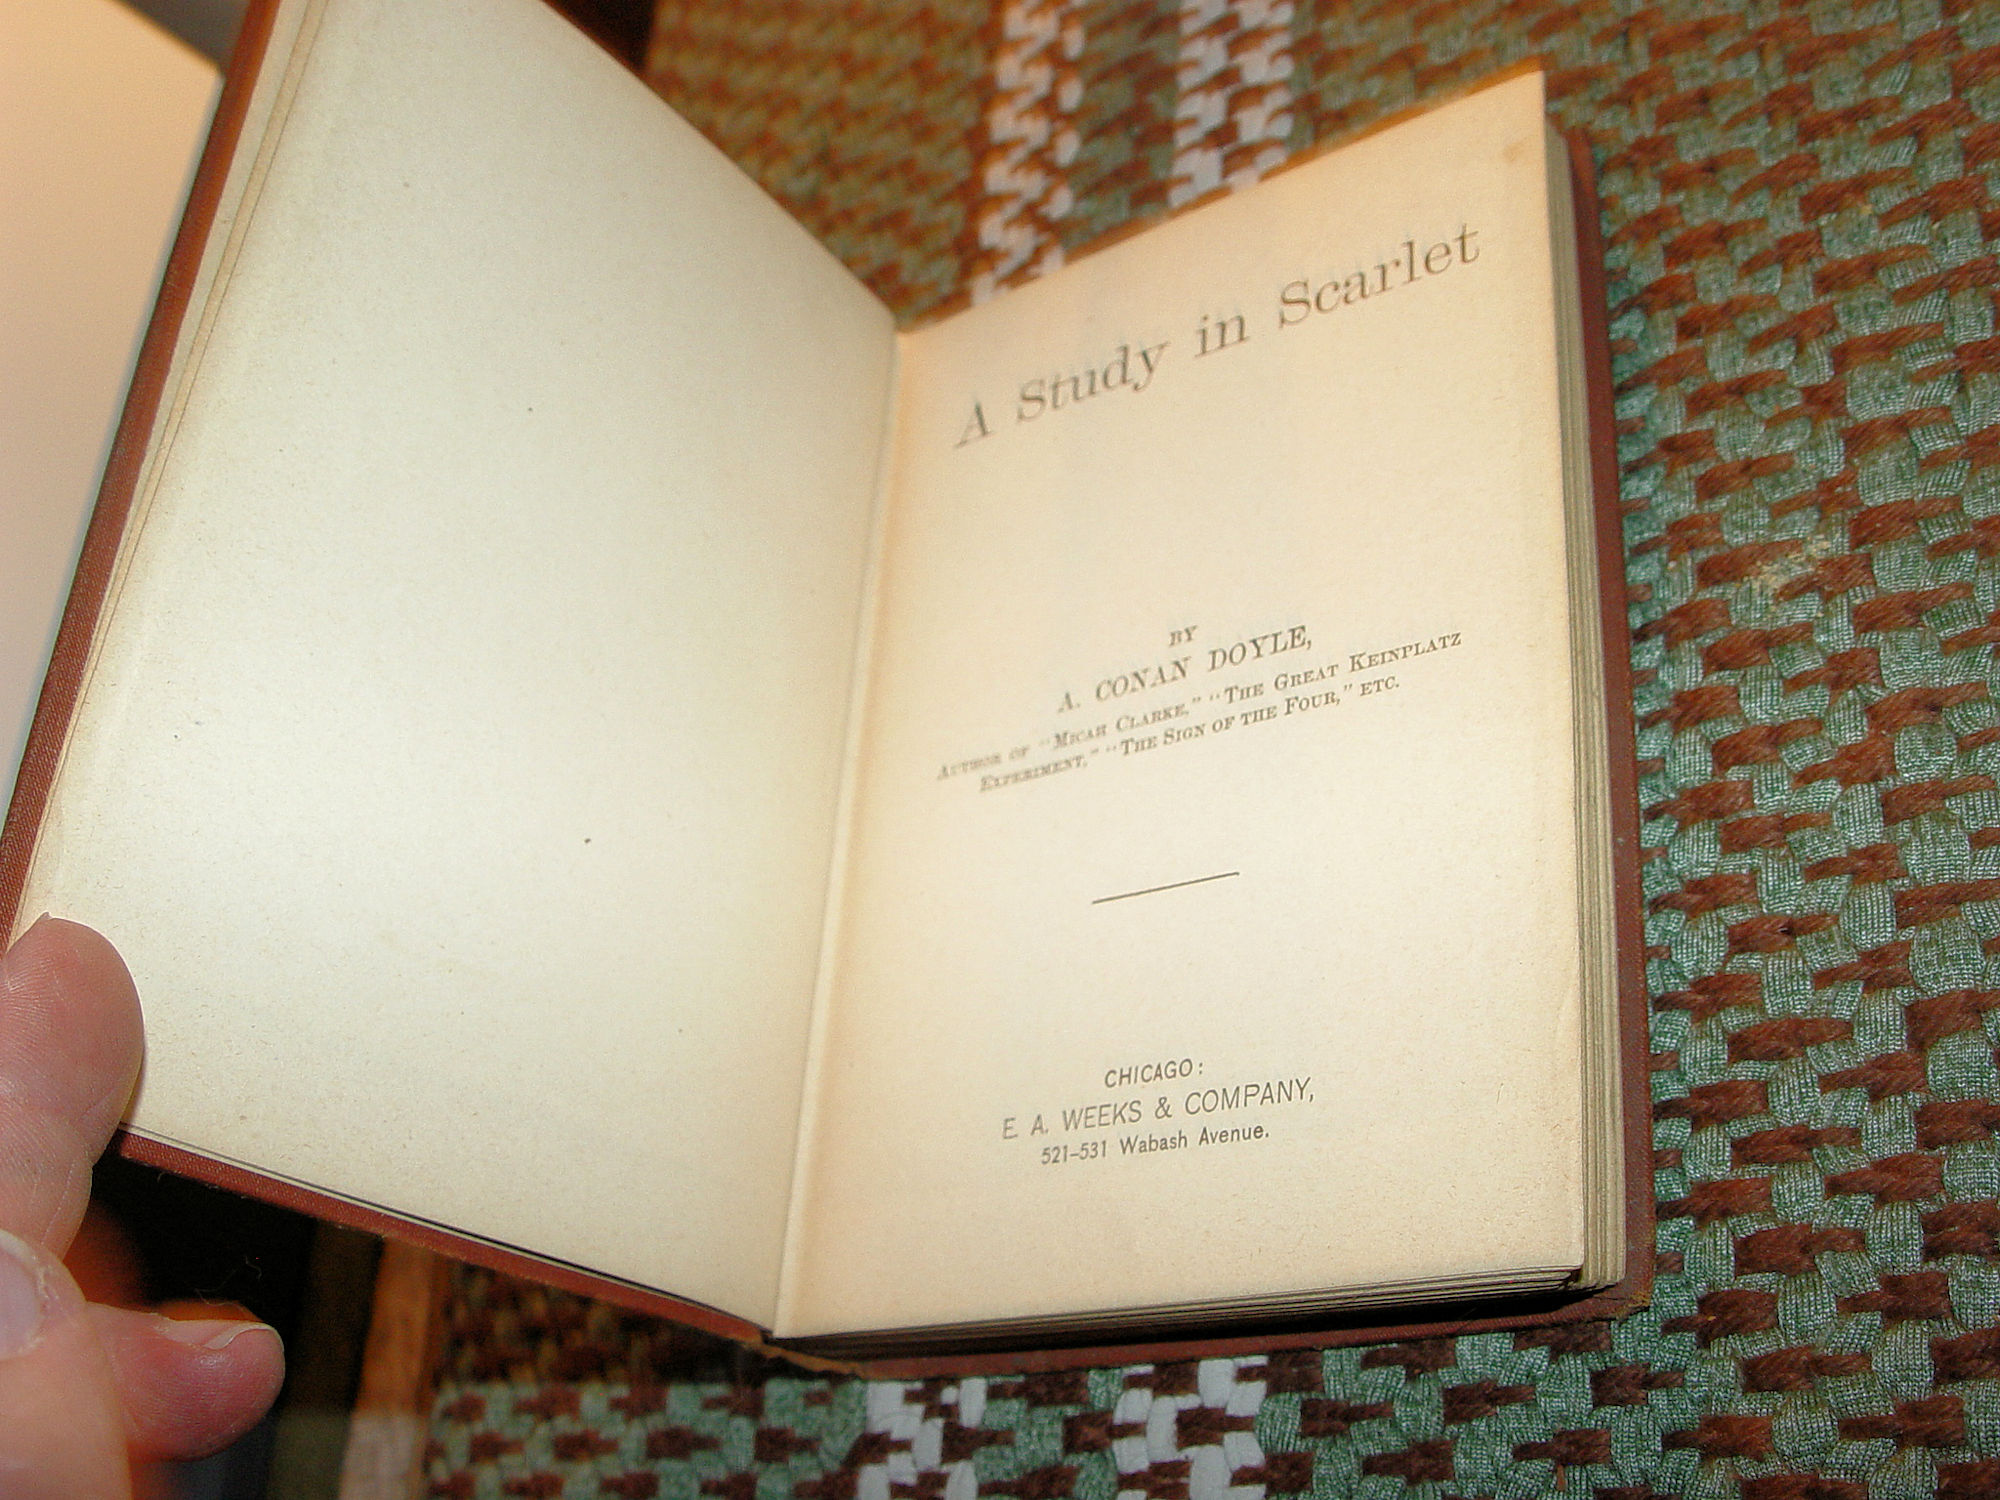 A Study in Scarlet
BY
A. CONAN DOYLE,
AUTHOR OF "MICAH CLARKE," "THE GREAT KEINPLATZ
EXPERIMENT," "THE SIGN OF THE FOUR," ETC.
CHICAGO:
E. A. WEEKS & COMPANY,
521–531 Wabash Avenue.